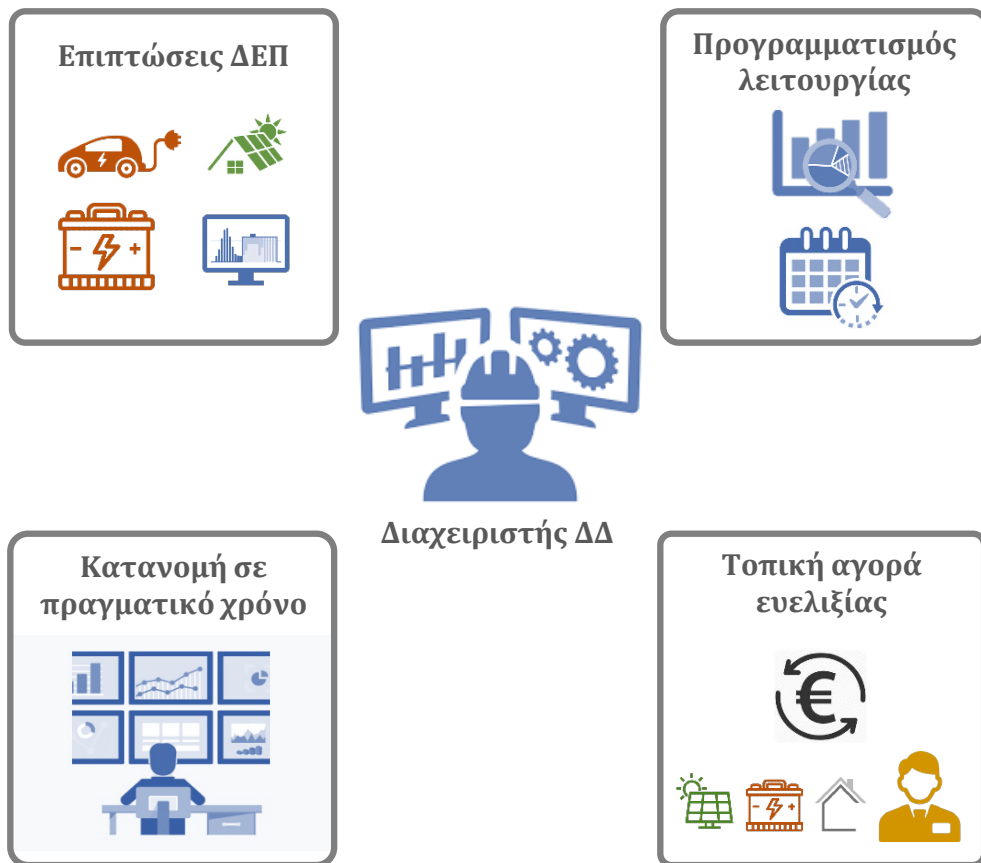 Επιπτώσεις ΔΕΠ
Προγραμματισμός
λειτουργίας
Διαχειριστής ΔΔ
Κατανομή σε
πραγματικό χρόνο
Τοπική αγορά
ευελιξίας
€